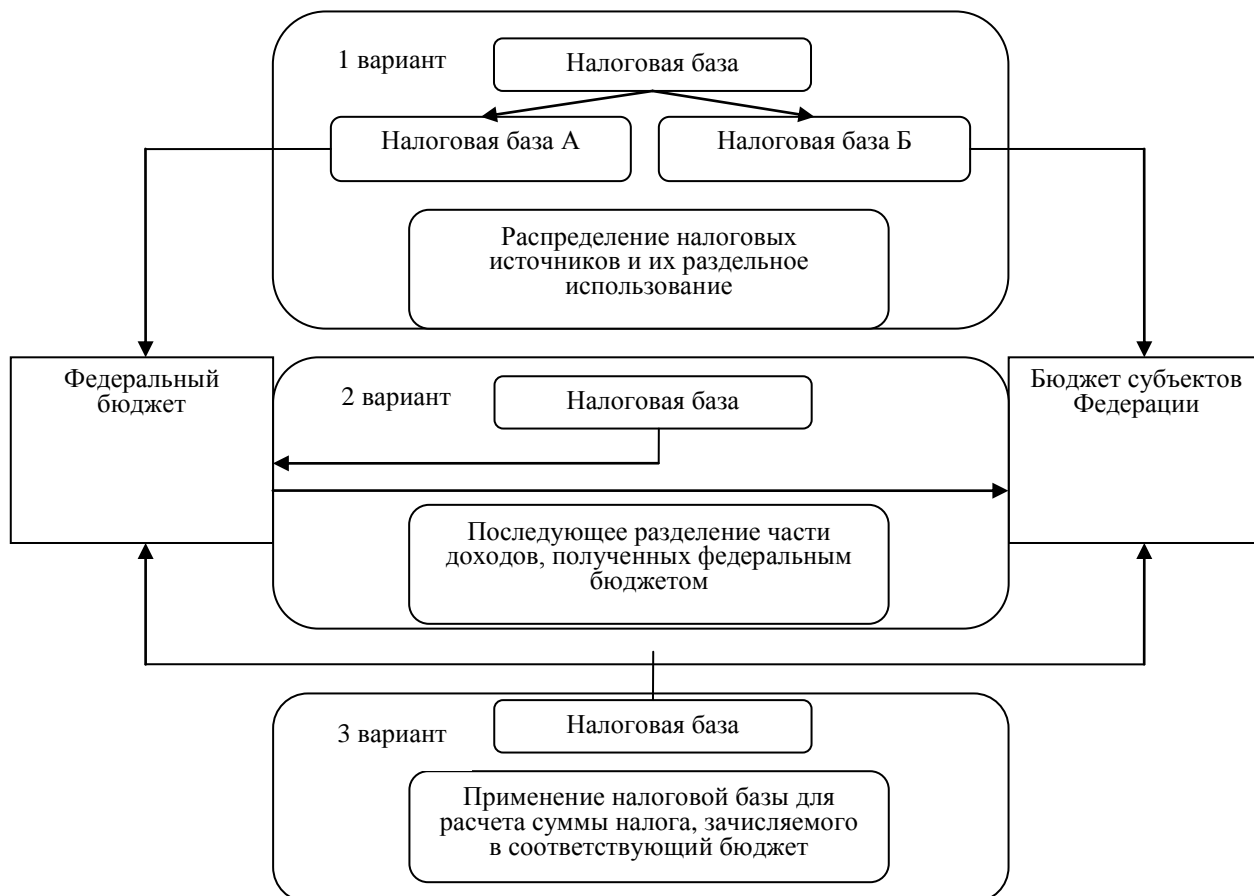 1 вариант
Налоговая база
Налоговая база А
Налоговая база Б
Распределение налоговых
источников и их раздельное
использование
Федеральный
бюджет
2 вариант
Налоговая база
Бюджет субъектов
Федерации
Последующее разделение части
доходов, полученных федеральным
бюджетом
3 вариант
Налоговая база
Применение налоговой базы для
расчета суммы налога, зачисляемого
в соответствующий бюджет